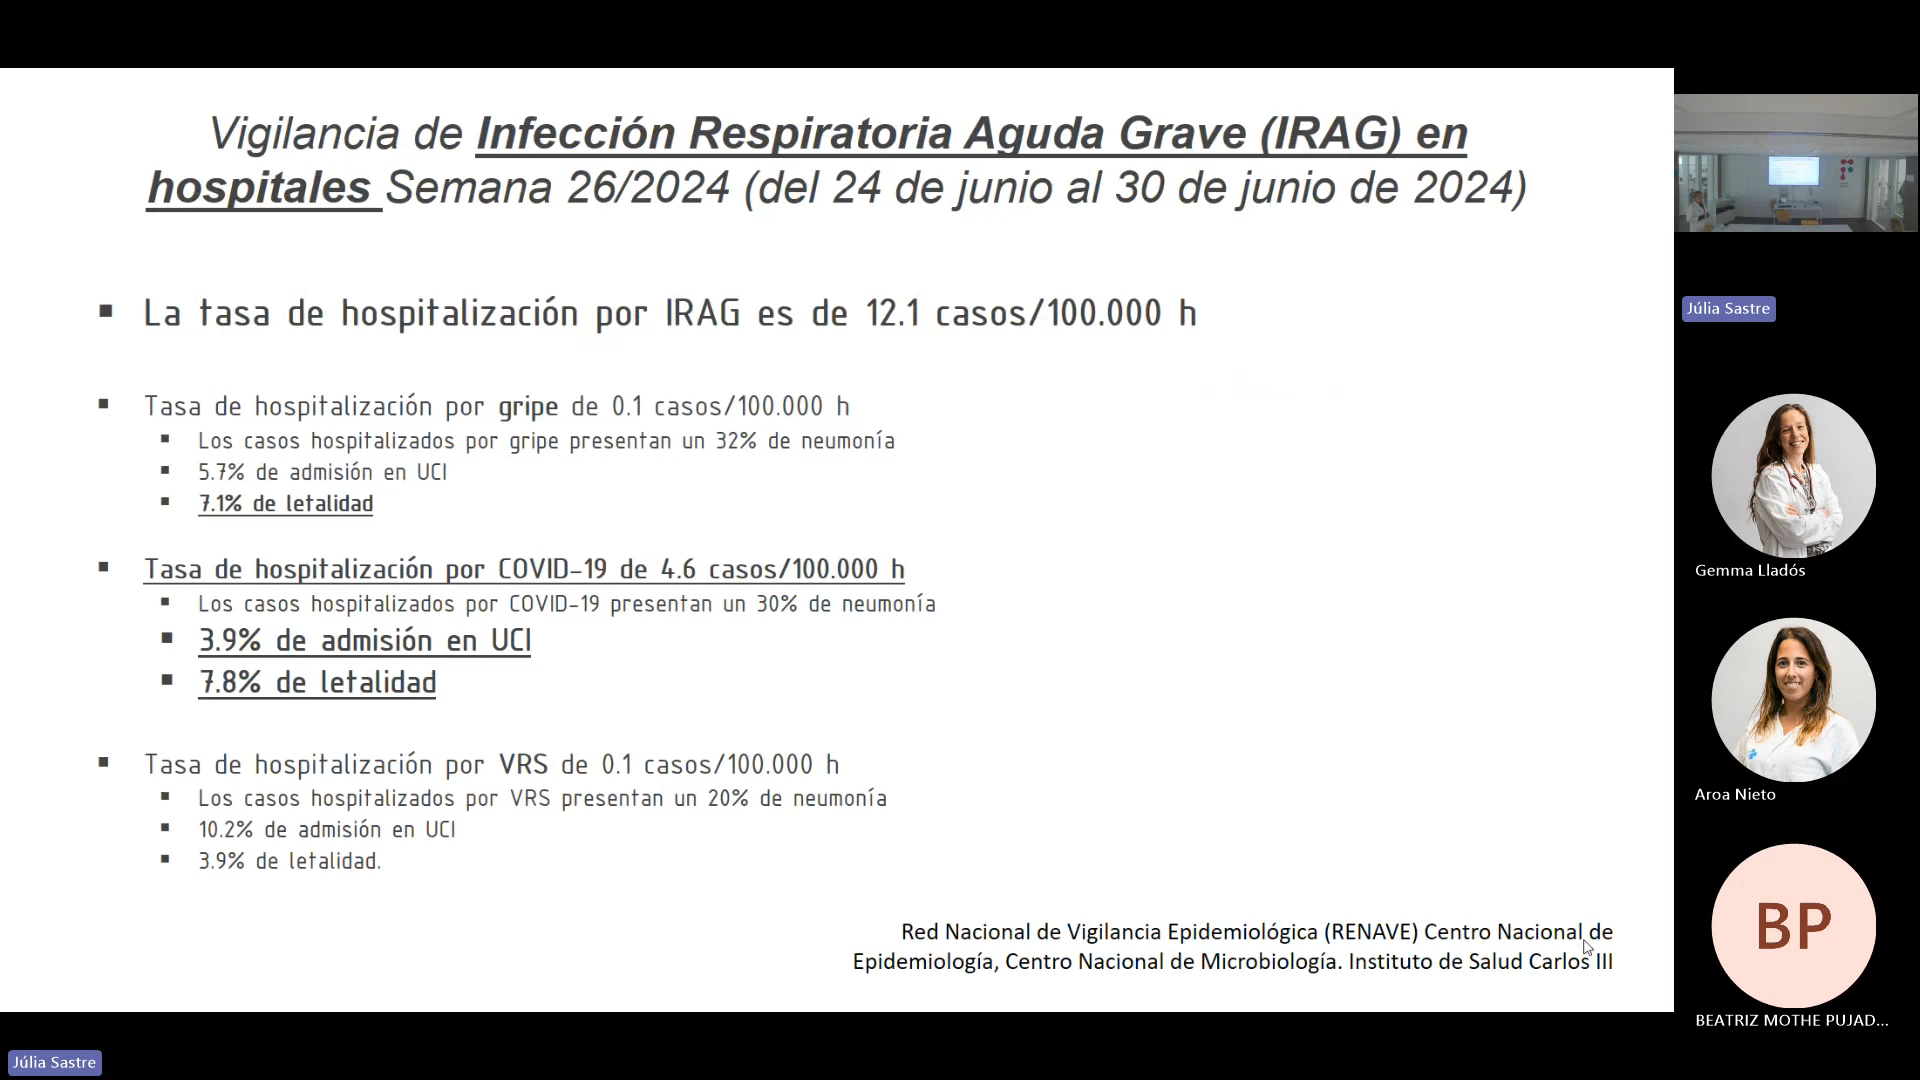 Vigilancia de Infección Respiratoria Aguda Grave (IRAG) en
hospitales Semana 26/2024 (del 24 de junio al 30 de junio de 2024)
▪ La tasa de hospitalización por IRAG es de 12.1 casos/100.000 h
▪ Tasa de hospitalización por gripe de 0.1 casos/100.000 h
▪ Los casos hospitalizados por gripe presentan un 32% de neumonía
▪ 5.7% de admisión en UCI
▪ 7.1% de letalidad
▪ Tasa de hospitalización por COVID-19 de 4.6 casos/100.000 h
▪ Los casos hospitalizados por COVID-19 presentan un 30% de neumonía
▪ 3.9% de admisión en UCI
▪ 7.8% de letalidad
▪ Tasa de hospitalización por VRS de 0.1 casos/100.000 h
▪ Los casos hospitalizados por VRS presentan un 20% de neumonía
▪ 10.2% de admisión en UCI
▪ 3.9% de letalidad.
Red Nacional de Vigilancia Epidemiológica (RENAVE) Centro Nacional de
Epidemiología, Centro Nacional de Microbiología. Instituto de Salud Carlos III
Júlia Sastre
Júlia Sastre
Gemma Lladós
Aroa Nieto
BP
BEATRIZ MOTHE PUJAD...